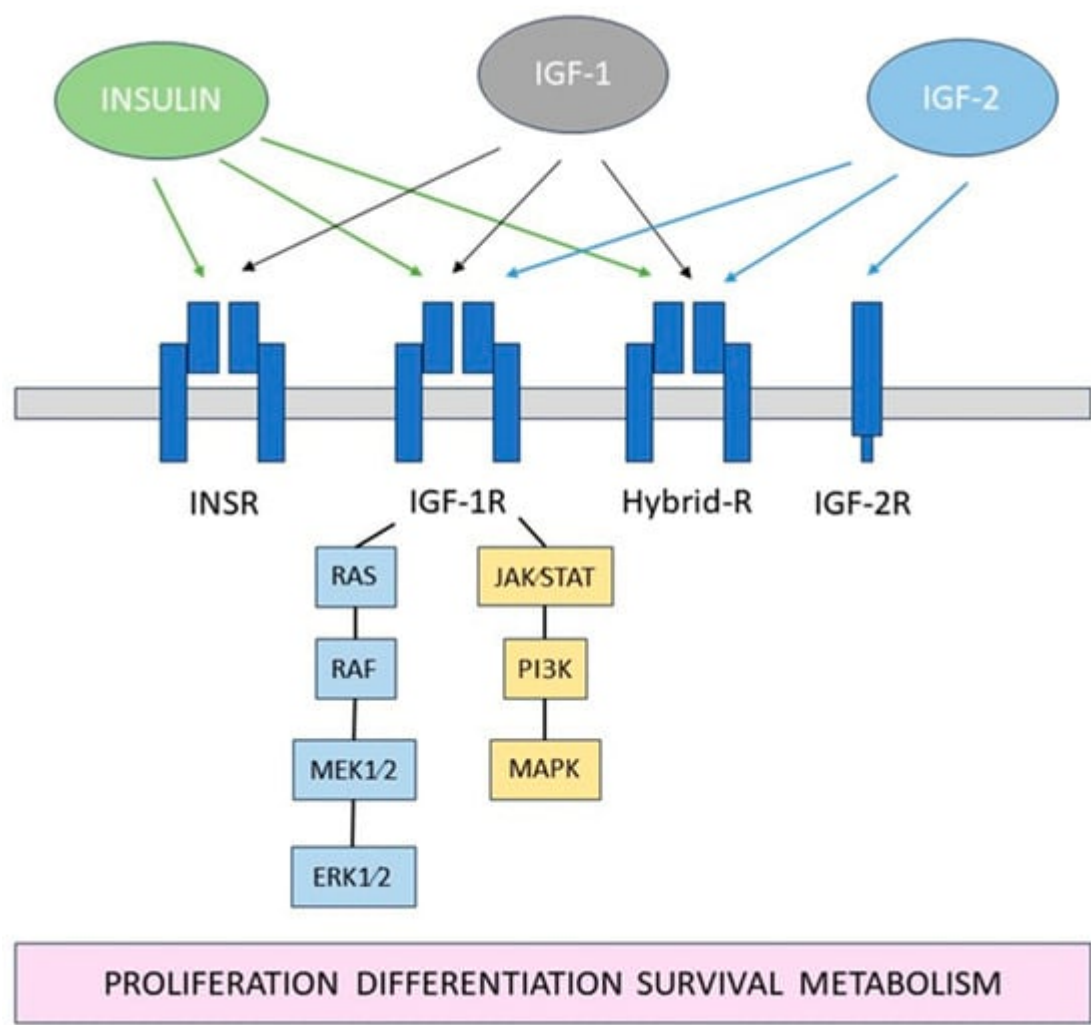 INSULIN
IGF-1
IGF-2
INSR
IGF-1R
Hybrid-R
IGF-2R
RAS
JAK/STAT
RAF
PI3K
MEK1/2
MAPK
ERK1/2
PROLIFERATION DIFFERENTIATION SURVIVAL METABOLISM